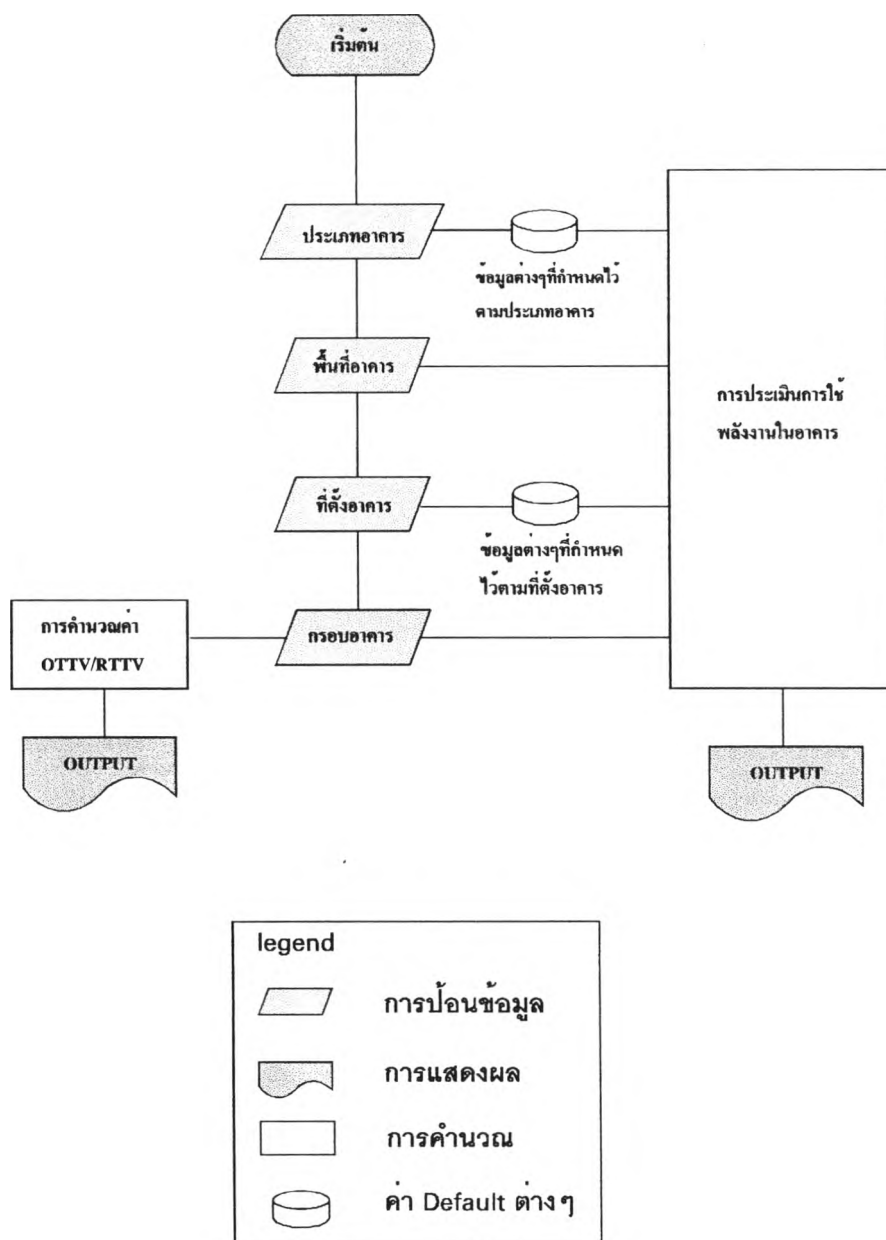 เริ่มต้น
ประเภทอาคาร
ข้อมูลต่างๆที่กำหนดไว้
ตามประเภทอาคาร
พื้นที่อาคาร
การประเมินการใช้
พลังงานในอาคาร
ที่ตั้งอาคาร
ข้อมูลต่างๆที่กำหนด
ไว้ตามที่ตั้งอาคาร
กรอบอาคาร
การคำนวณค่า
OTTV/RTTV
OUTPUT
OUTPUT
legend
การป้อนข้อมูล
การแสดงผล
การคำนวณ
ค่า Default ต่างๆ